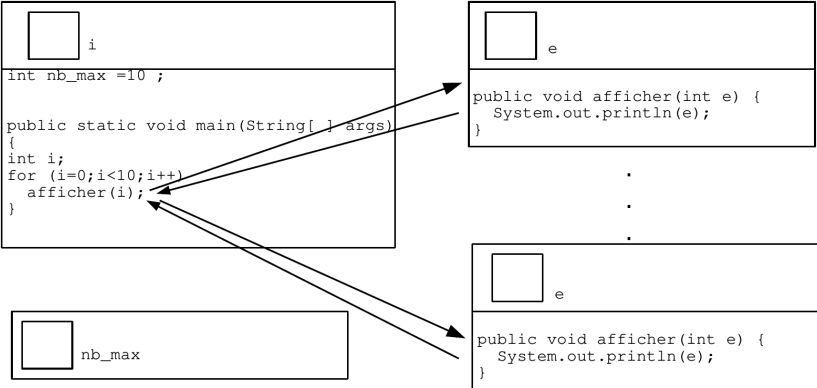 i
int nb_max =10 ;
public static void main(String[ ] args)
{
int i;
for (i=0;i<10;i++)
afficher(i);
}
nb_max
e
public void afficher(int e) {
System.out.println(e);
}
.
.
.
e
public void afficher(int e) {
System.out.println(e);
}